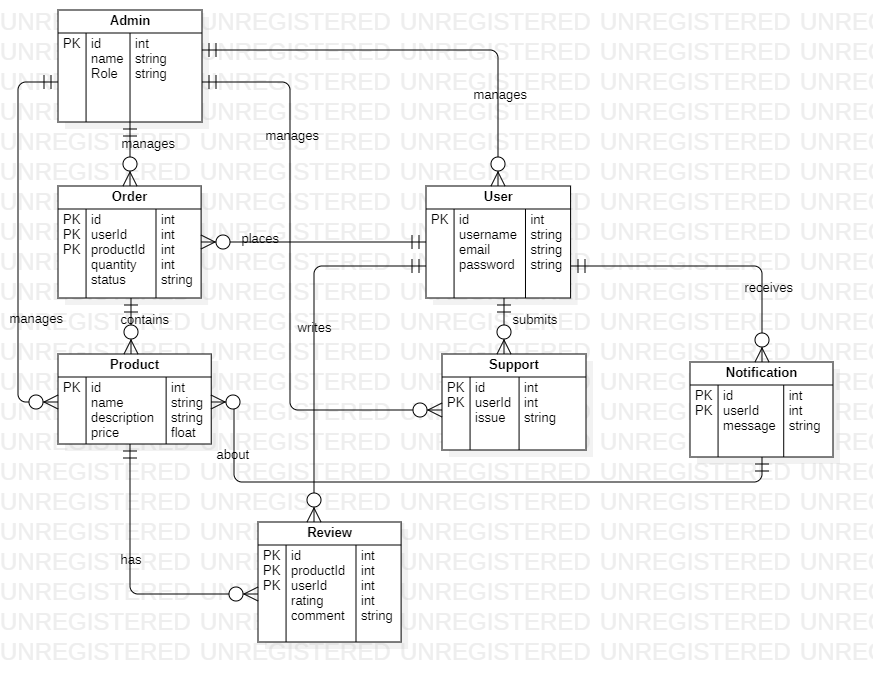 Admin
PK id int
name string
Role string
manages
manages
manages
manages
Order
PK id int
PK userId int
PK productId int
quantity int
status string
places
User
PK id int
username string
email string
password string
receives
contains
writes
submits
Product
PK id int
name string
description string
price float
Support
PK id int
PK userId int
issue string
Notification
PK id int
PK userId int
message string
about
has
Review
PK id int
PK productId int
PK userId int
rating int
comment string
UNREGISTERED